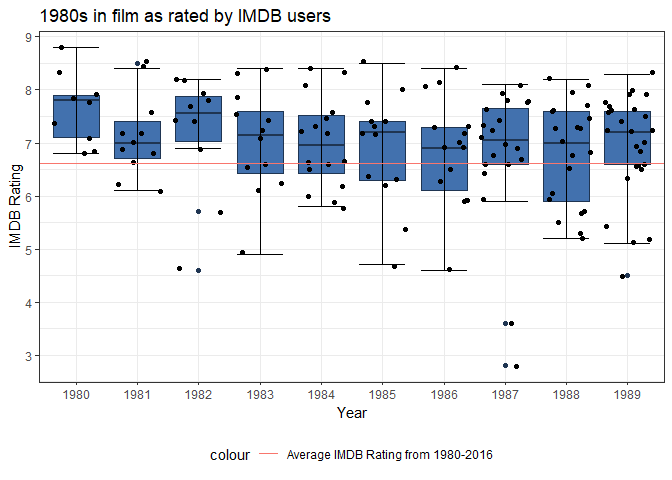 1980s in film as rated by IMDB users
9
8
7
6
5
4
3
IMDB Rating
1980 1981 1982 1983 1984 1985 1986 1987 1988 1989
Year
colour Average IMDB Rating from 1980-2016